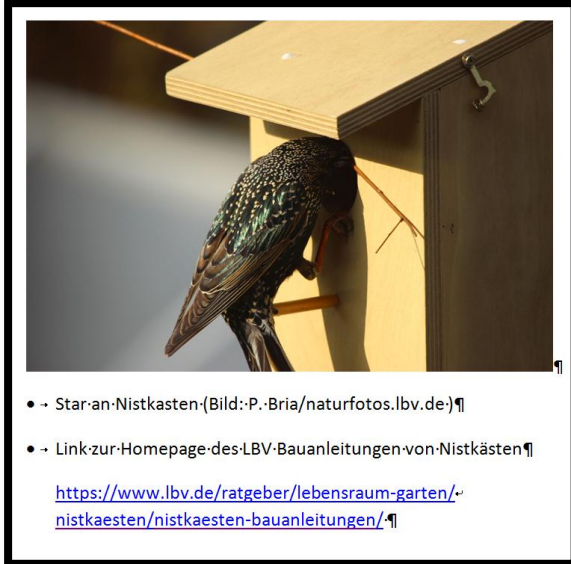 Star an Nistkasten (Bild: P. Bria/naturfotos.lbv.de )
Link zur Homepage des LBV Bauanleitungen von Nistkästen
https://www.lbv.de/ratgeber/lebensraum-garten/
nistkaesten/nistkaesten-bauanleitungen/